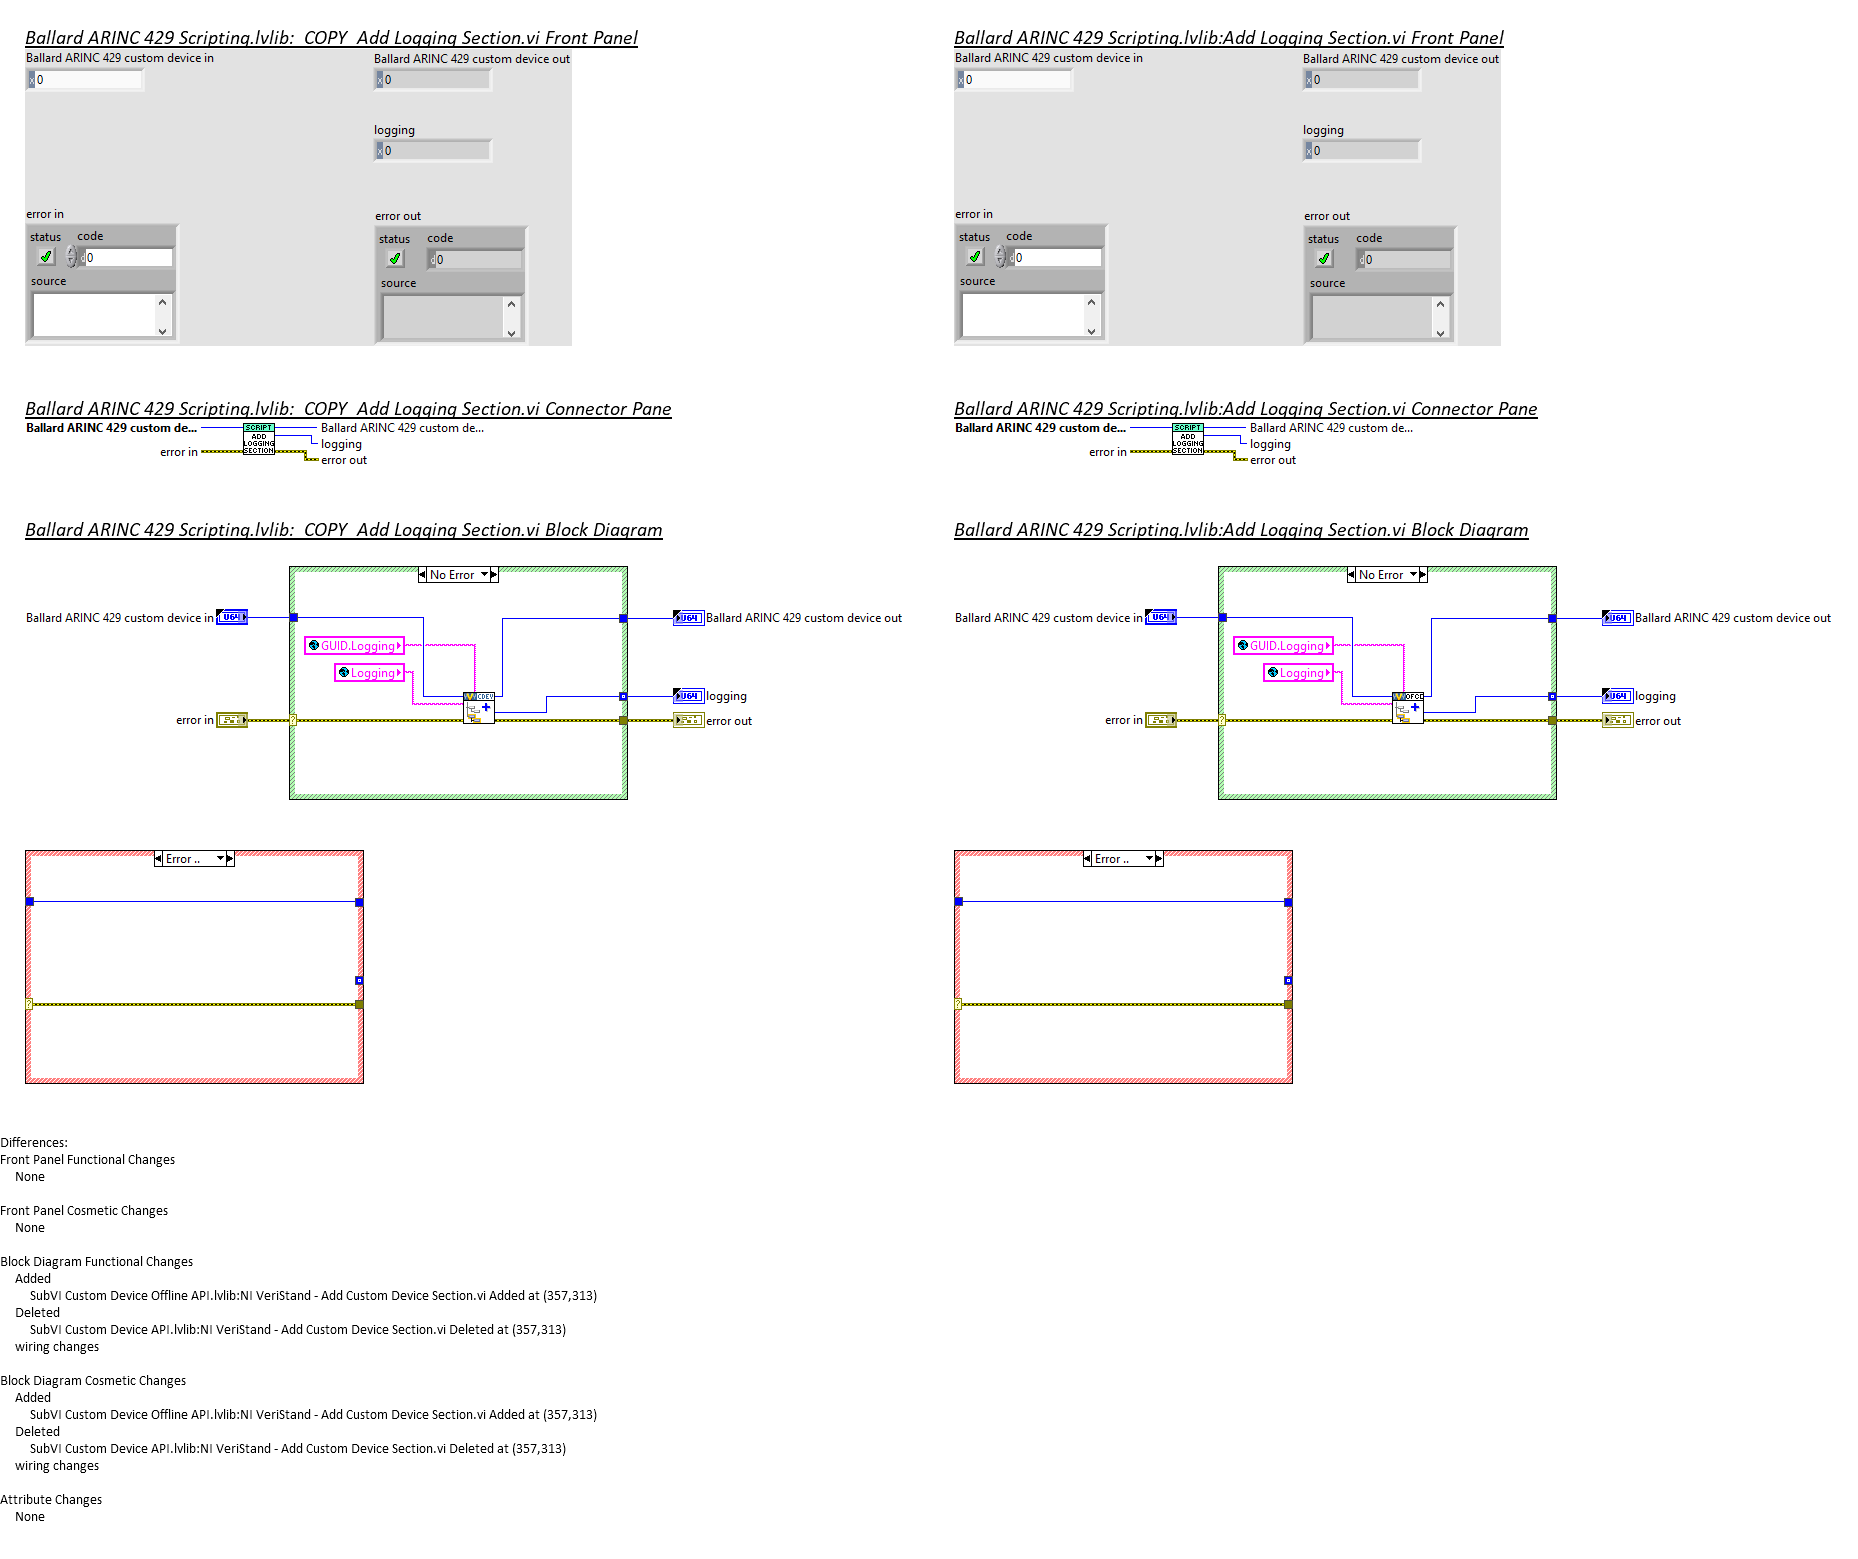 Ballard ARINC 429 Scripting.lvlib:  COPY  Add Logging Section.vi Front Panel
Ballard ARINC 429 custom device in
Ballard ARINC 429 custom device out
x 0
x 0
logging
x 0
error in
error out
status
code
d 0
source
status
code
d 0
source
Ballard ARINC 429 Scripting.lvlib:Add Logging Section.vi Front Panel
Ballard ARINC 429 custom device in
Ballard ARINC 429 custom device out
x 0
x 0
logging
x 0
error in
error out
status
code
d 0
source
status
code
d 0
source
Ballard ARINC 429 Scripting.lvlib:  COPY  Add Logging Section.vi Connector Pane
Ballard ARINC 429 custom de...
error in
SCRIPT
ADD
LOGGING
SECTION
Ballard ARINC 429 custom de...
logging
error out
Ballard ARINC 429 Scripting.lvlib:Add Logging Section.vi Connector Pane
Ballard ARINC 429 custom de...
error in
SCRIPT
ADD
LOGGING
SECTION
Ballard ARINC 429 custom de...
logging
error out
Ballard ARINC 429 Scripting.lvlib:  COPY  Add Logging Section.vi Block Diagram
No Error
Ballard ARINC 429 custom device in
U64
U64
Ballard ARINC 429 custom device out
GUID.Logging
Logging
CDEV
U64
logging
error in
?
error out
Ballard ARINC 429 Scripting.lvlib:Add Logging Section.vi Block Diagram
No Error
Ballard ARINC 429 custom device in
U64
U64
Ballard ARINC 429 custom device out
GUID.Logging
Logging
OFCD
U64
logging
error in
?
error out
Error ..
?
Error ..
?
Differences:
Front Panel Functional Changes
None
Front Panel Cosmetic Changes
None
Block Diagram Functional Changes
Added
SubVI Custom Device Offline API.lvlib:NI VeriStand - Add Custom Device Section.vi Added at (357,313)
Deleted
SubVI Custom Device API.lvlib:NI VeriStand - Add Custom Device Section.vi Deleted at (357,313)
wiring changes
Block Diagram Cosmetic Changes
Added
SubVI Custom Device Offline API.lvlib:NI VeriStand - Add Custom Device Section.vi Added at (357,313)
Deleted
SubVI Custom Device API.lvlib:NI VeriStand - Add Custom Device Section.vi Deleted at (357,313)
wiring changes
Attribute Changes
None